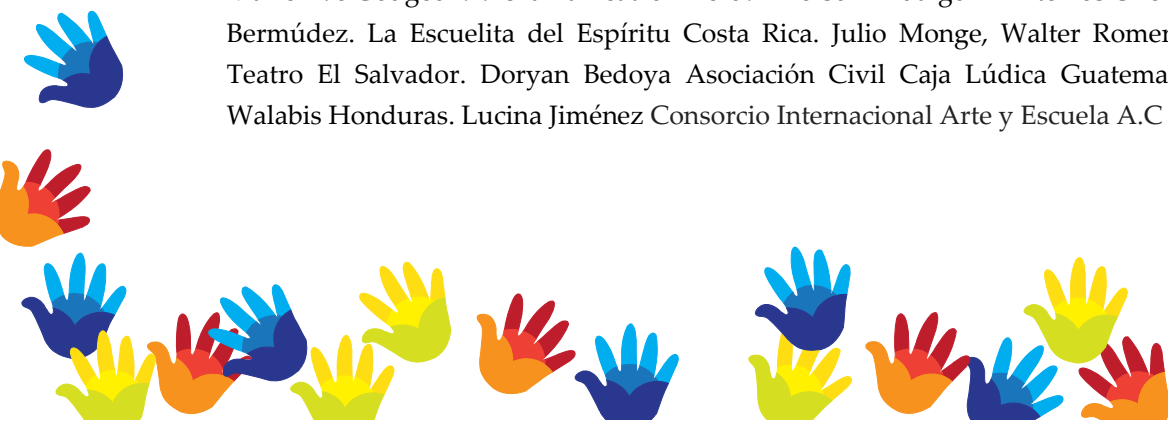 Bermúdez. La Escuelita del Espíritu Costa Rica. Julio Monge, Walter Romer
Teatro El Salvador. Doryan Bedoya Asociación Civil Caja Lúdica Guatema
Walabis Honduras. Lucina Jiménez Consorcio Internacional Arte y Escuela A.C